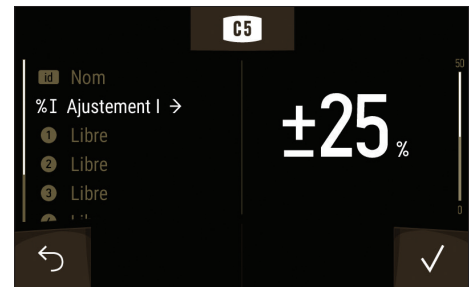 C5
id Nom
%I Ajustement I →
1 Libre
2 Libre
3 Libre
±25 %
50
0